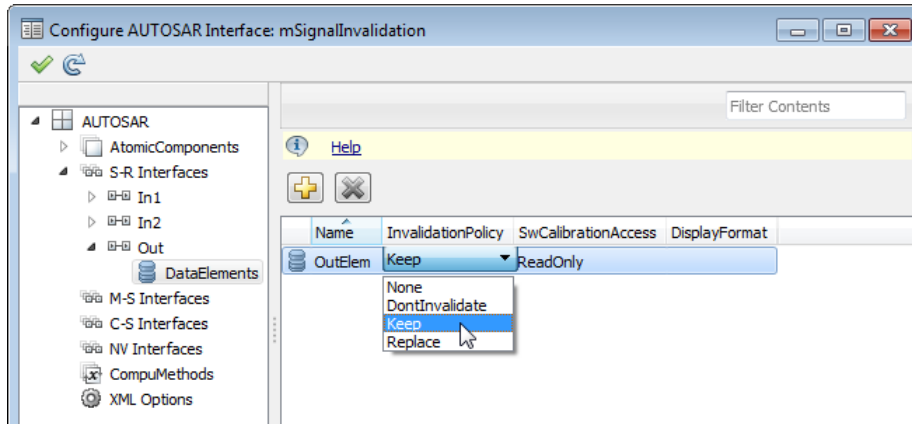 Configure AUTOSAR Interface: mSignalInvalidation
Filter Contents
AUTOSAR
AtomicComponents
S-R Interfaces
In1
In2
Out
DataElements
M-S Interfaces
C-S Interfaces
NV Interfaces
CompuMethods
XML Options
Help
Name InvalidationPolicy SwCalibrationAccess DisplayFormat
OutElem Keep ReadOnly
None
DontInvalidate
Keep
Replace